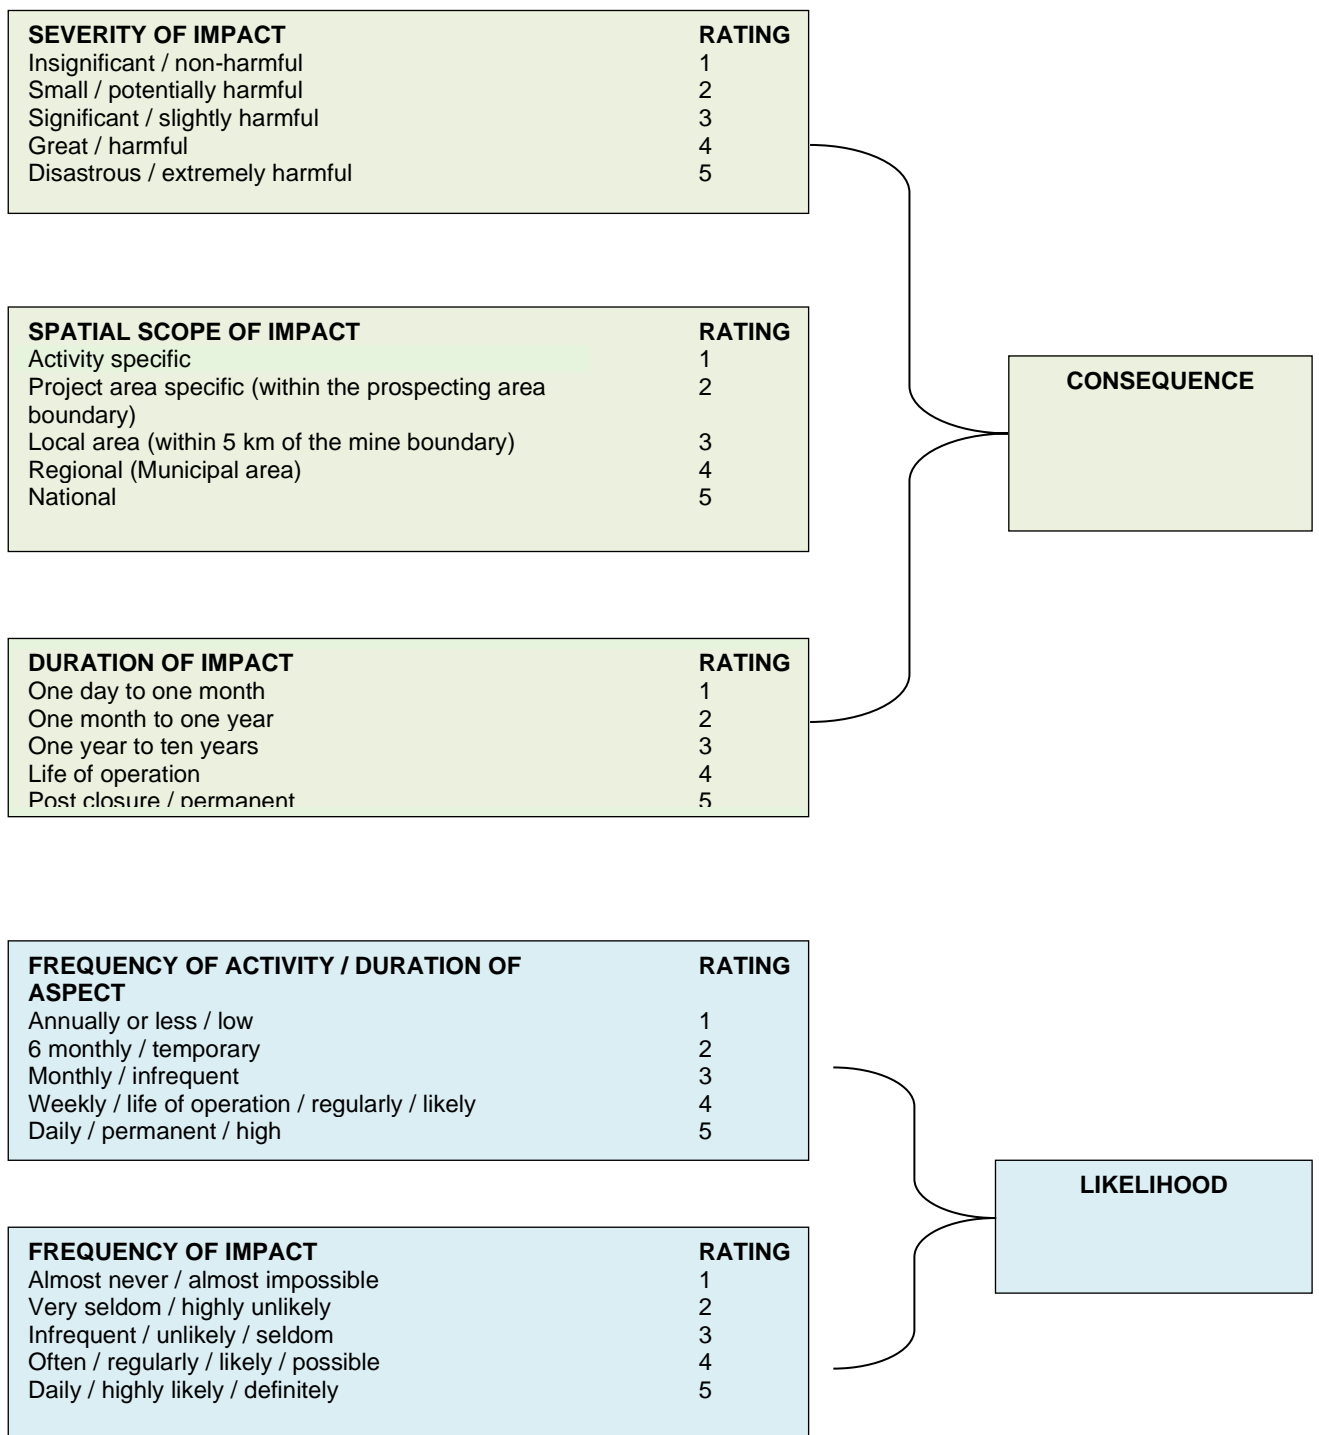 SEVERITY OF IMPACT RATING
Insignificant / non-harmful 1
Small / potentially harmful 2
Significant / slightly harmful 3
Great / harmful 4
Disastrous / extremely harmful 5
SPATIAL SCOPE OF IMPACT RATING
Activity specific 1
Project area specific (within the prospecting area 2
boundary)
Local area (within 5 km of the mine boundary) 3
Regional (Municipal area) 4
National 5
CONSEQUENCE
DURATION OF IMPACT RATING
One day to one month 1
One month to one year 2
One year to ten years 3
Life of operation 4
Post closure / permanent 5
FREQUENCY OF ACTIVITY / DURATION OF RATING
ASPECT
Annually or less / low 1
6 monthly / temporary 2
Monthly / infrequent 3
Weekly / life of operation / regularly / likely 4
Daily / permanent / high 5
LIKELIHOOD
FREQUENCY OF IMPACT RATING
Almost never / almost impossible 1
Very seldom / highly unlikely 2
Infrequent / unlikely / seldom 3
Often / regularly / likely / possible 4
Daily / highly likely / definitely 5